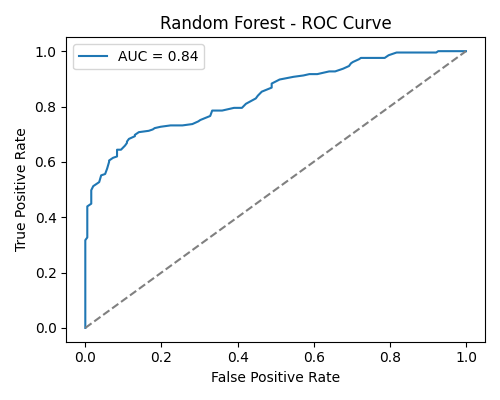 Random Forest - ROC Curve
AUC = 0.84
True Positive Rate
1.0
0.8
0.6
0.4
0.2
0.0
0.0 0.2 0.4 0.6 0.8 1.0
False Positive Rate